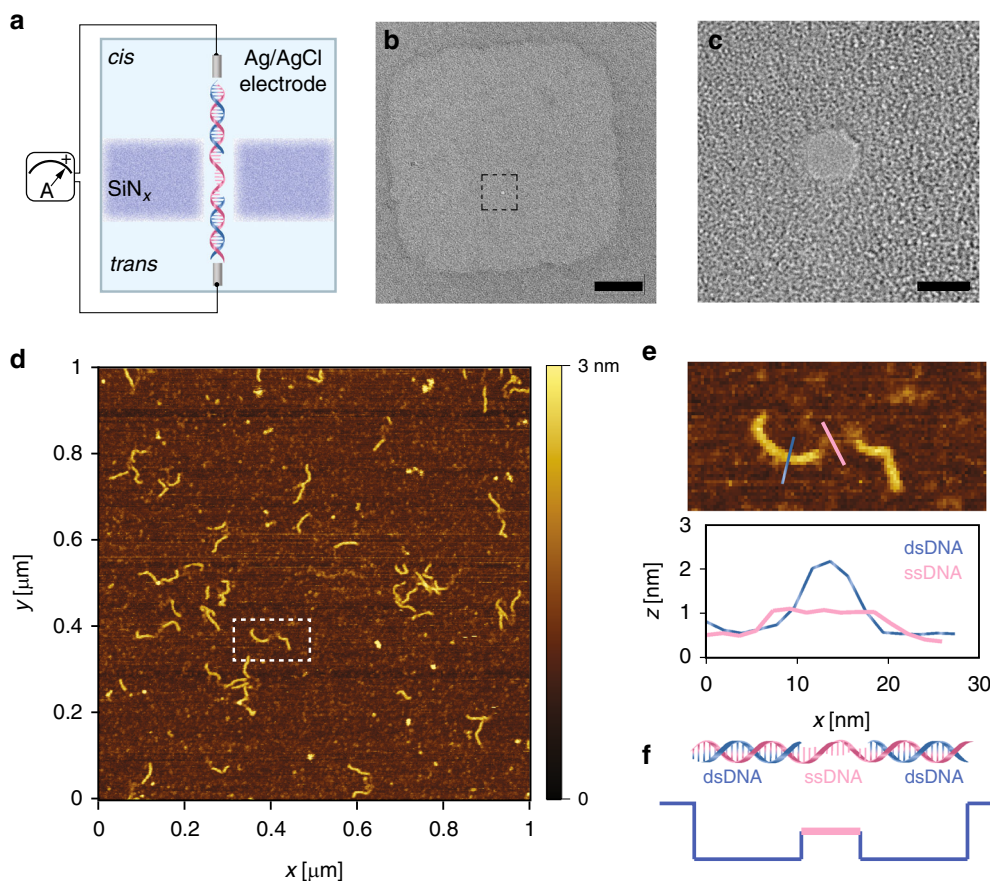 a
cis
Ag/AgCl
electrode
+
A
SiNx
trans
b
c
d
1
0.8
0.6
0.4
0.2
0
y [μm]
0
0.2
0.4
0.6
0.8
1
x [μm]
3 nm
0
e
3
2
1
0
z [nm]
dsDNA
ssDNA
0
10
20
30
x [nm]
f
dsDNA
ssDNA
dsDNA